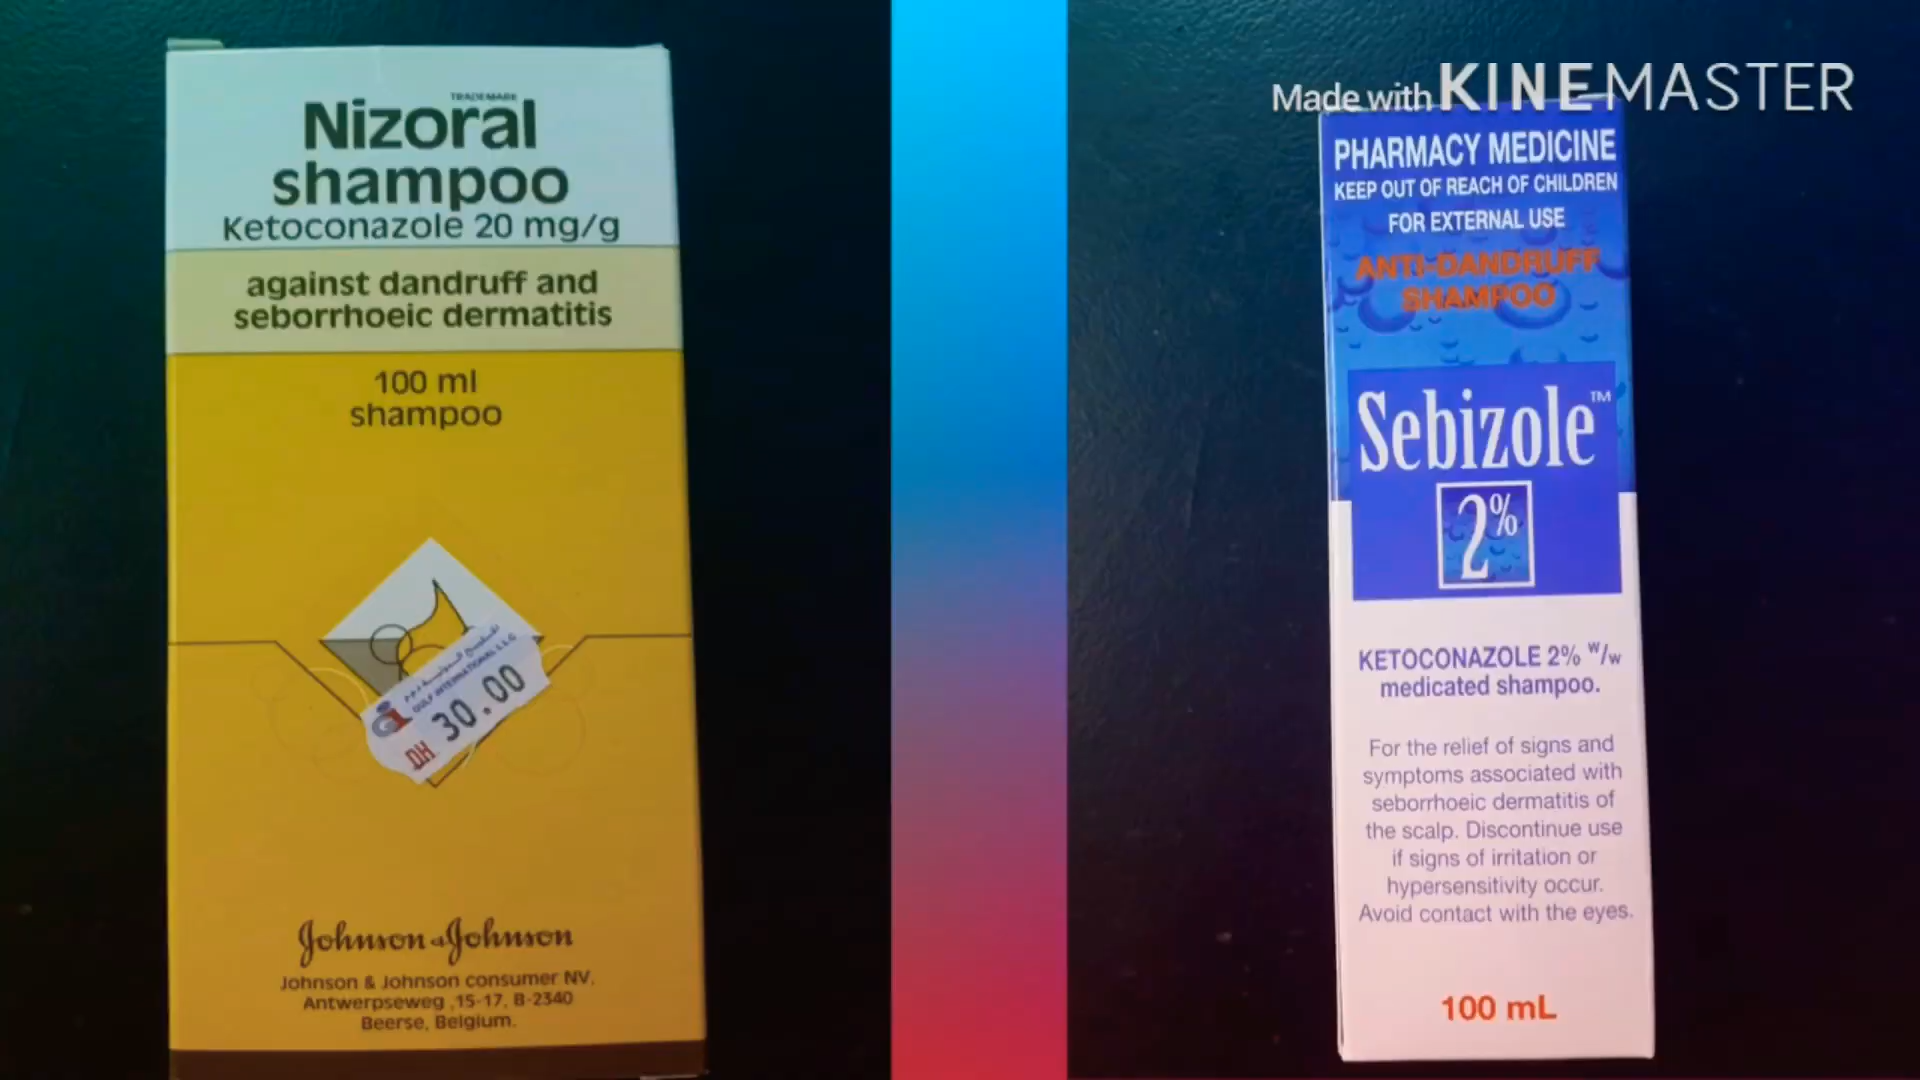 TRADEMARK
Nizoral
shampoo
Ketoconazole 20 mg/g
against dandruff and
seborrhoeic dermatitis
100 ml
shampoo
GULF INTERNATIONAL L.L.C
GI
DH 30.00
Johnson & Johnson
Johnson & Johnson consumer NV,
Antwerpseweg ,15-17, B-2340
Beerse, Belgium.
Made with KINEMASTER
PHARMACY MEDICINE
KEEP OUT OF REACH OF CHILDREN
FOR EXTERNAL USE
ANTI-DANDRUFF
SHAMPOO
Sebizole™
2%
KETOCONAZOLE 2% w/w
medicated shampoo.
For the relief of signs and
symptoms associated with
seborrhoeic dermatitis of
the scalp. Discontinue use
if signs of irritation or
hypersensitivity occur.
Avoid contact with the eyes.
100 mL